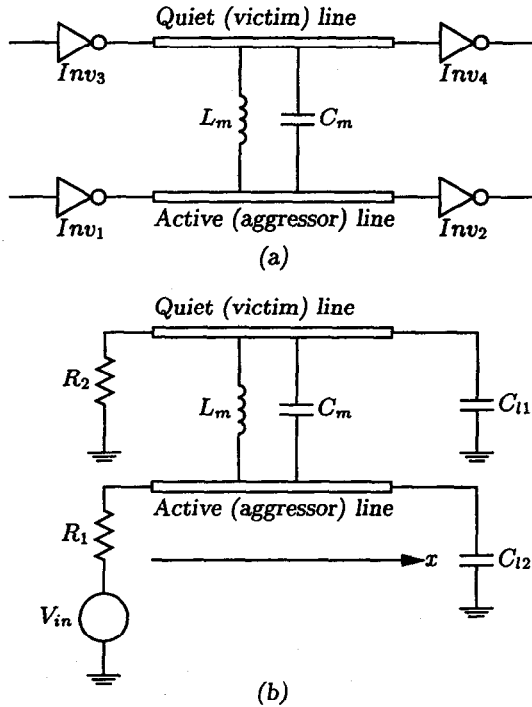 Quiet (victim) line
Inv3
Inv4
Lm
Cm
Inv1
Active (aggressor) line
Inv2
(a)
Quiet (victim) line
R2
Lm
Cm
Cl1
Active (aggressor) line
R1
x
Cl2
Vin
(b)